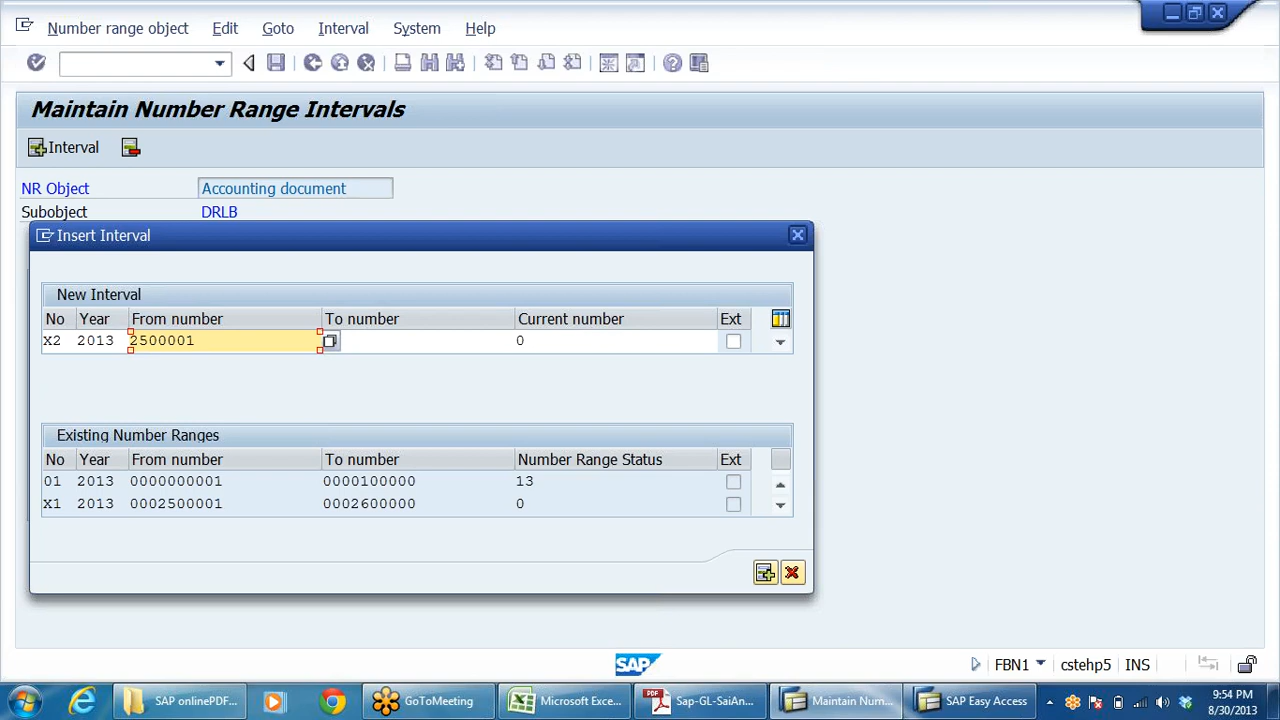 Number range object Edit Goto Interval System Help
Maintain Number Range Intervals
Interval
NR Object Accounting document
Subobject DRLB
Insert Interval
New Interval
No Year From number To number Current number Ext
X2 2013 2500001 0
Existing Number Ranges
No Year From number To number Number Range Status Ext
01 2013 0000000001 0000100000 13
X1 2013 0002500001 0002600000 0
SAP FBN1 cstehp5 INS
SAP onlinePDF... GoToMeeting Microsoft Exce... Sap-GL-SaiAn... Maintain Num... SAP Easy Access 9:54 PM
8/30/2013